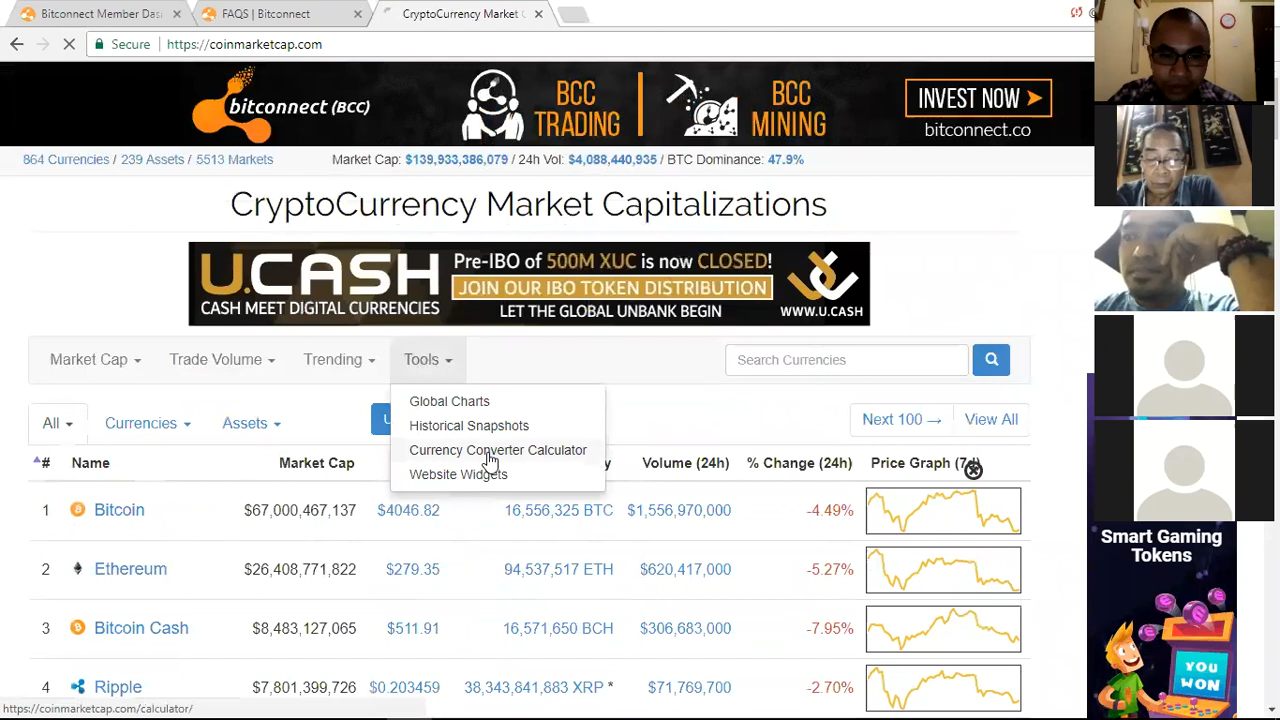 Bitconnect Member Das
FAQS | Bitconnect
CryptoCurrency Market C
Secure
https://coinmarketcap.com
bitconnect (BCC)
BCC
TRADING
BCC
MINING
INVEST NOW
bitconnect.co
864 Currencies / 239 Assets / 5513 Markets
Market Cap: $139,933,386,079 / 24h Vol: $4,088,440,935 / BTC Dominance: 47.9%
CryptoCurrency Market Capitalizations
U.CASH
CASH MEET DIGITAL CURRENCIES
Pre-IBO of 500M XUC is now CLOSED!
JOIN OUR IBO TOKEN DISTRIBUTION
LET THE GLOBAL UNBANK BEGIN
WWW.U.CASH
Market Cap
Trade Volume
Trending
Tools
Search Currencies
Global Charts
Historical Snapshots
Currency Converter Calculator
Website Widgets
All
Currencies
Assets
U
Next 100 →
View All
# Name Market Cap y Volume (24h) % Change (24h) Price Graph (7d)
1 Bitcoin $67,000,467,137 $4046.82 16,556,325 BTC $1,556,970,000 -4.49%
2 Ethereum $26,408,771,822 $279.35 94,537,517 ETH $620,417,000 -5.27%
3 Bitcoin Cash $8,483,127,065 $511.91 16,571,650 BCH $306,683,000 -7.95%
4 Ripple $7,801,399,726 $0.203459 38,343,841,883 XRP * $71,769,700 -2.70%
https://coinmarketcap.com/calculator/
Smart Gaming
Tokens
YOU
WON